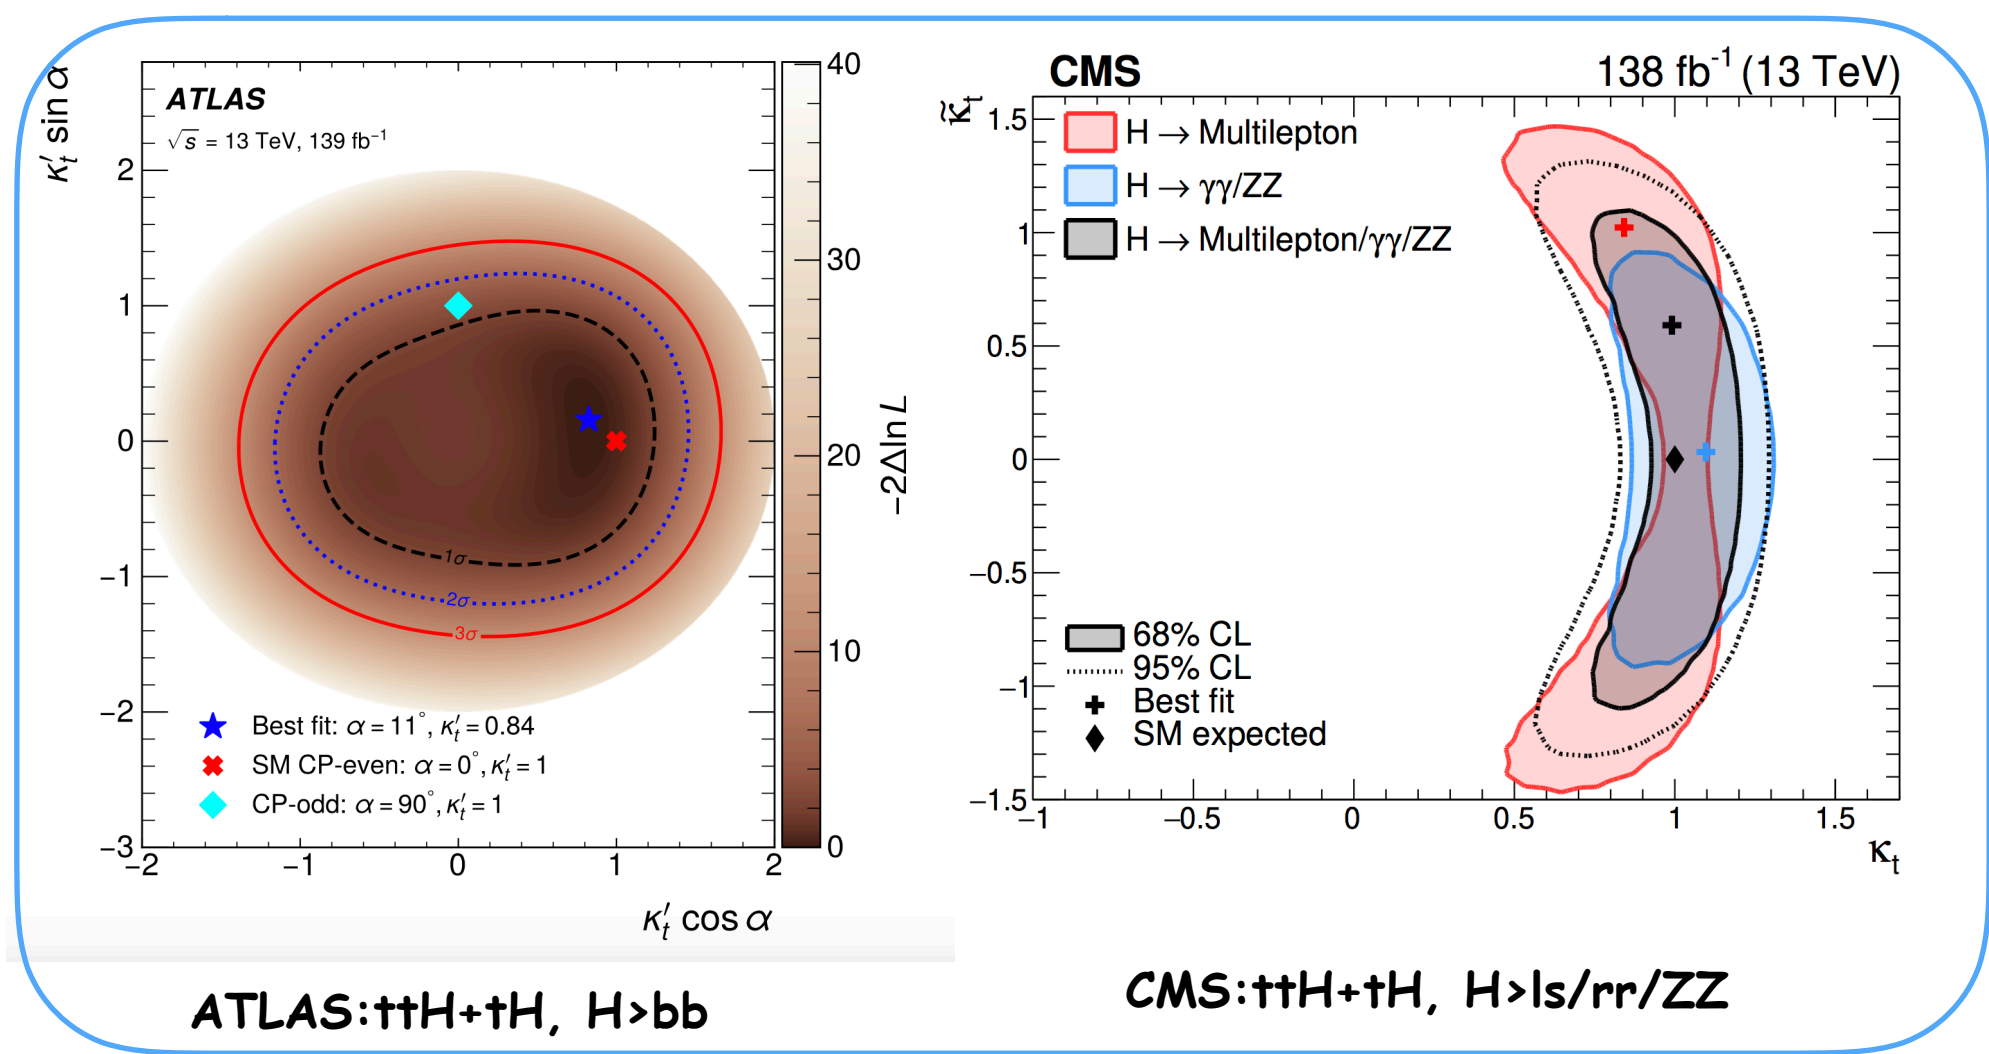 κ′t sin α
ATLAS
√s = 13 TeV, 139 fb⁻¹
2
1
0
−1
−2
−3
−2
−1
0
1
2
κ′t cos α
1σ
2σ
3σ
Best fit: α = 11°, κ′t = 0.84
SM CP-even: α = 0°, κ′t = 1
CP-odd: α = 90°, κ′t = 1
40
30
20
10
0
−2Δln L
ATLAS:ttH+tH, H>bb
CMS
138 fb⁻¹ (13 TeV)
κ̃t
1.5
1
0.5
0
−0.5
−1
−1.5
H → Multilepton
H → γγ/ZZ
H → Multilepton/γγ/ZZ
68% CL
95% CL
Best fit
SM expected
−1
−0.5
0
0.5
1
1.5
κt
CMS:ttH+tH, H>ls/rr/ZZ